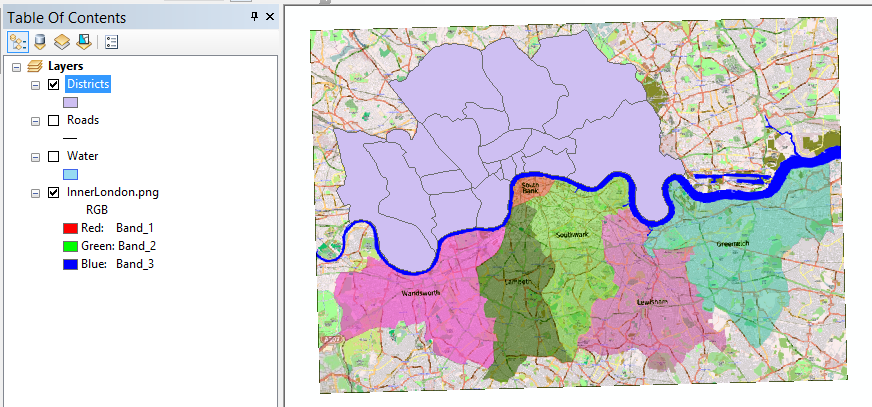 Table Of Contents
Layers
Districts
Roads
Water
InnerLondon.png
RGB
Red: Band_1
Green: Band_2
Blue: Band_3
South
Bank
Southwark
Greenwich
Lambeth
Wandsworth
Lewisham